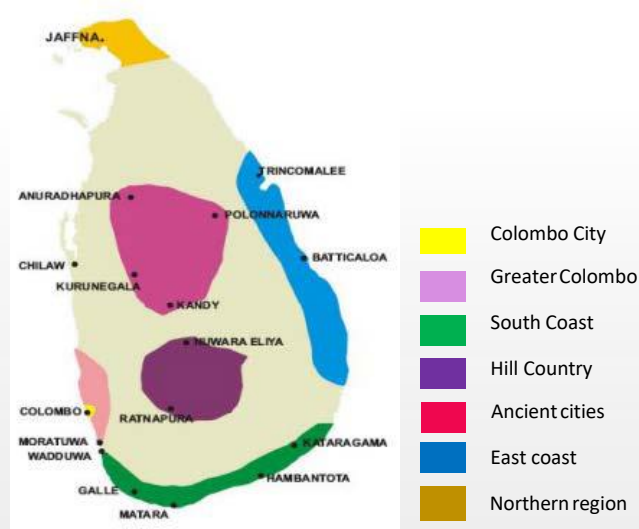 JAFFNA
TRINCOMALEE
ANURADHAPURA
POLONNARUWA
BATTICALOA
CHILAW
KURUNEGALA
KANDY
NUWARA ELIYA
COLOMBO
RATNAPURA
MORATUWA
WADDUWA
KATARAGAMA
HAMBANTOTA
GALLE
MATARA
Colombo City
Greater Colombo
South Coast
Hill Country
Ancient cities
East coast
Northern region